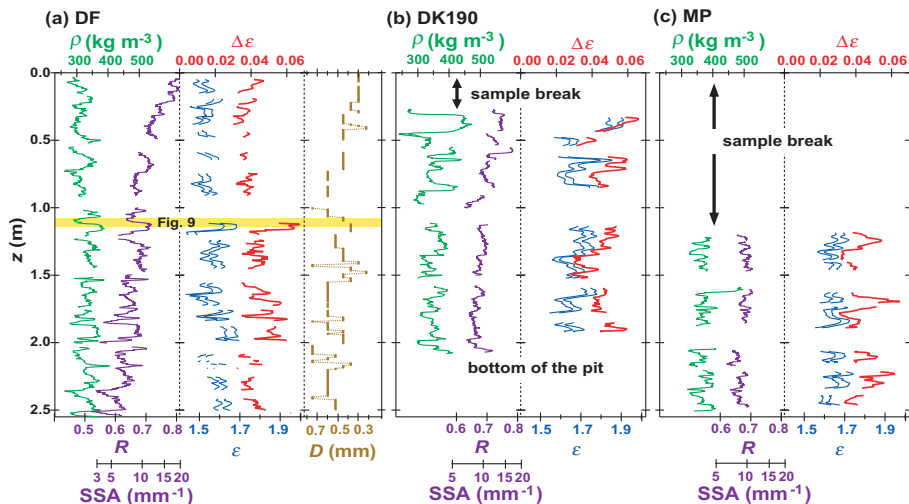 (a) DF
(b) DK190
(c) MP
ρ
Δε
ρ
Δε
ρ
Δε
kg m⁻³
kg m⁻³
kg m⁻³
300 400 500
0.00 0.02 0.04 0.06
300 400 500
0.00 0.02 0.04 0.06
300 400 500
0.00 0.02 0.04 0.06
0.0
0.5
1.0
1.5
2.0
2.5
z (m)
sample break
sample break
Fig. 9
bottom of the pit
0.5 0.6 0.7 0.8
1.5 1.7 1.9
0.7 0.5 0.3
0.6 0.7 0.8
1.5 1.7 1.9
0.6 0.7 0.8
1.5 1.7 1.9
R
ε
D (mm)
R
ε
R
ε
3 5 10 15 20
5 10 15 20
5 10 15 20
SSA (mm⁻¹)
SSA (mm⁻¹)
SSA (mm⁻¹)